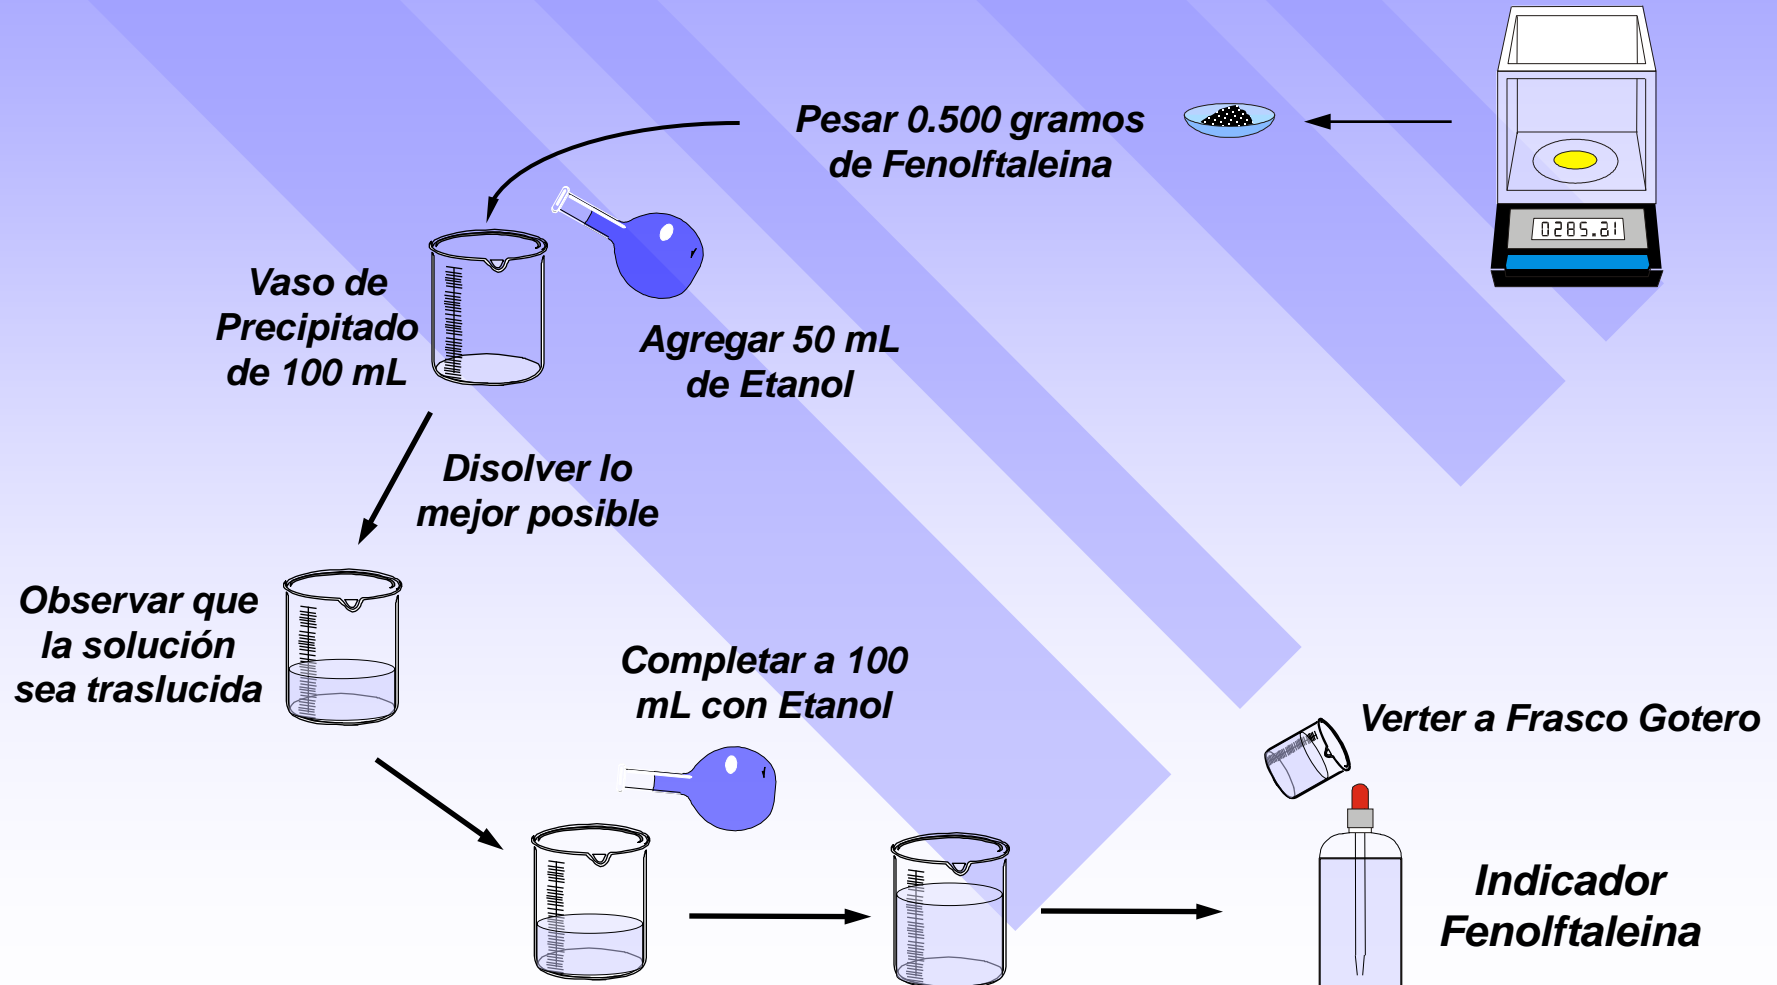 Pesar 0.500 gramos
de Fenolftaleina
0285.21
Vaso de
Precipitado
de 100 mL
Agregar 50 mL
de Etanol
Disolver lo
mejor posible
Observar que
la solución
sea traslucida
Completar a 100
mL con Etanol
Verter a Frasco Gotero
Indicador
Fenolftaleina